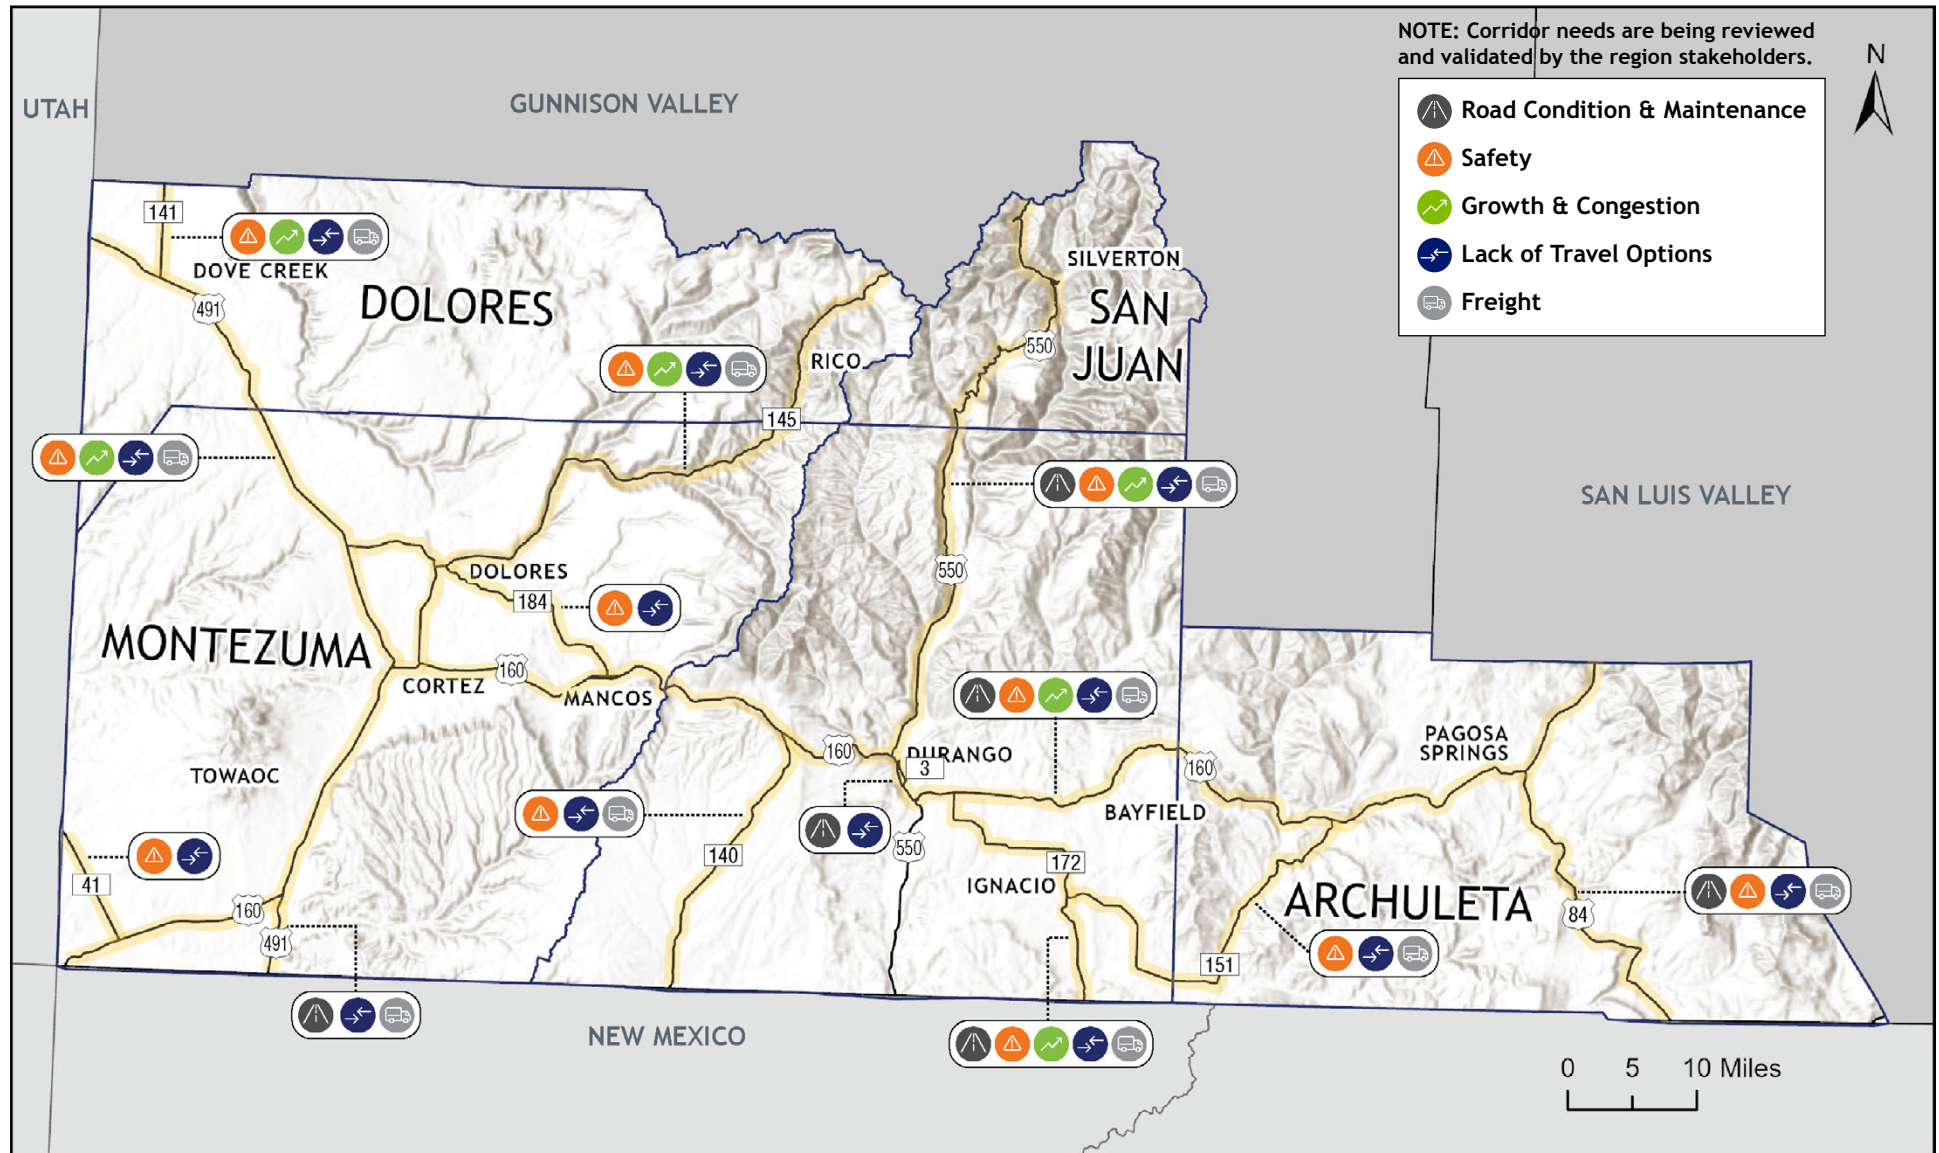 NOTE: Corridor needs are being reviewed
and validated by the region stakeholders.
N
Road Condition & Maintenance
Safety
Growth & Congestion
Lack of Travel Options
Freight
UTAH
GUNNISON VALLEY
SAN LUIS VALLEY
NEW MEXICO
141
DOVE CREEK
491
DOLORES
RICO
145
SILVERTON
SAN
JUAN
550
550
DOLORES
184
MONTEZUMA
CORTEZ
160
MANCOS
TOWAOC
41
160
491
160
DURANGO
3
140
550
BAYFIELD
172
IGNACIO
160
PAGOSA
SPRINGS
ARCHULETA
84
151
0 5 10 Miles